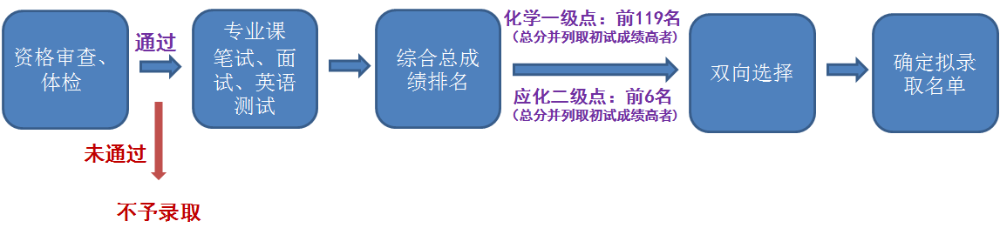 资格审查、
体检
通过
未通过
不予录取
专业课
笔试、面
试、英语
测试
综合总成
绩排名
化学一级点：前119名
（总分并列取初试成绩高者）
应化二级点：前6名
（总分并列取初试成绩高者）
双向选择
确定拟录
取名单